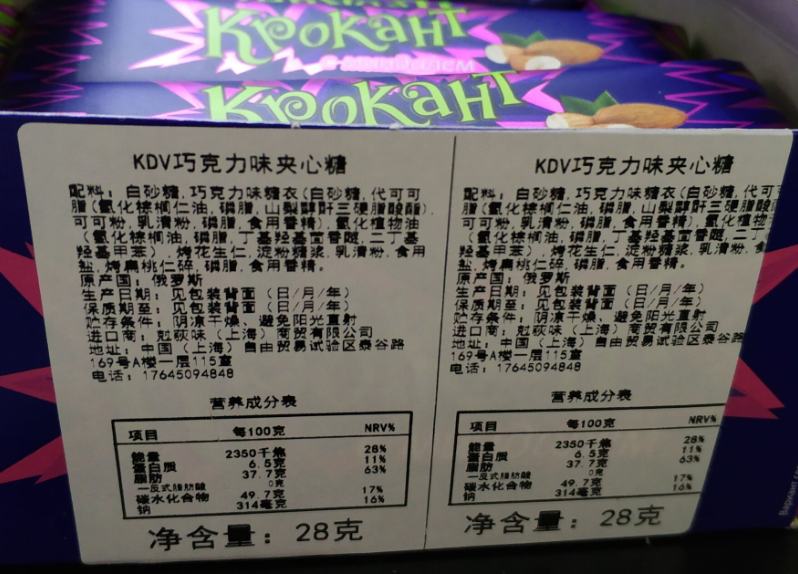 Крокант
Крокант
KDV巧克力味夹心糖
配料：白砂糖,巧克力味糖衣(白砂糖,代可可
脂(氢化棕榈仁油,磷脂,山梨醇酐三硬脂酸酯),
可可粉,乳清粉,磷脂,食用香精),氢化植物油
(氢化棕榈油,磷脂,丁基羟基茴香醚,二丁基
羟基甲苯),烤花生仁,淀粉糖浆,乳清粉,食用
盐,烤扁桃仁碎,磷脂,食用香精。
原产国：俄罗斯
生产日期：见包装背面（日/月/年）
保质期至：见包装背面（日/月/年）
贮存条件：阴凉干燥、避免阳光直射
进口商： （上海）商贸有限公司
地址：中国（上海）自由贸易试验区泰谷路
169号A楼一层115室
电话：17645094848
营养成分表
项目 每100克 NRV%
能量 2350千焦 28%
蛋白质 6.5克 11%
脂肪 37.7克 63%
—反式脂肪酸 0克
碳水化合物 49.7克 17%
钠 314毫克 16%
净含量：28克
KDV巧克力味夹心糖
配料：白砂糖,巧克力味糖衣(白砂糖,代可可
脂(氢化棕榈仁油,磷脂,山梨醇酐三硬脂酸酯
可可粉,乳清粉,磷脂,食用香精),氢化植物
(氢化棕榈油,磷脂,丁基羟基茴香醚,二丁基
羟基甲苯),烤花生仁,淀粉糖浆,乳清粉,食
盐,烤扁桃仁碎,磷脂,食用香精。
原产国：俄罗斯
生产日期：见包装背面（日/月/年）
保质期至：见包装背面（日/月/年）
贮存条件：阴凉干燥、避免阳光直射
进口商： （上海）商贸有限公司
地址：中国（上海）自由贸易试验区泰谷路
169号A楼一层115室
电话：17645094848
营养成分表
项目 每100克 NRV%
能量 2350千焦 28%
蛋白质 6.5克 11%
脂肪 37.7克 63%
—反式脂肪酸 0克
碳水化合物 49.7克 17%
钠 314毫克 16%
净含量：28克